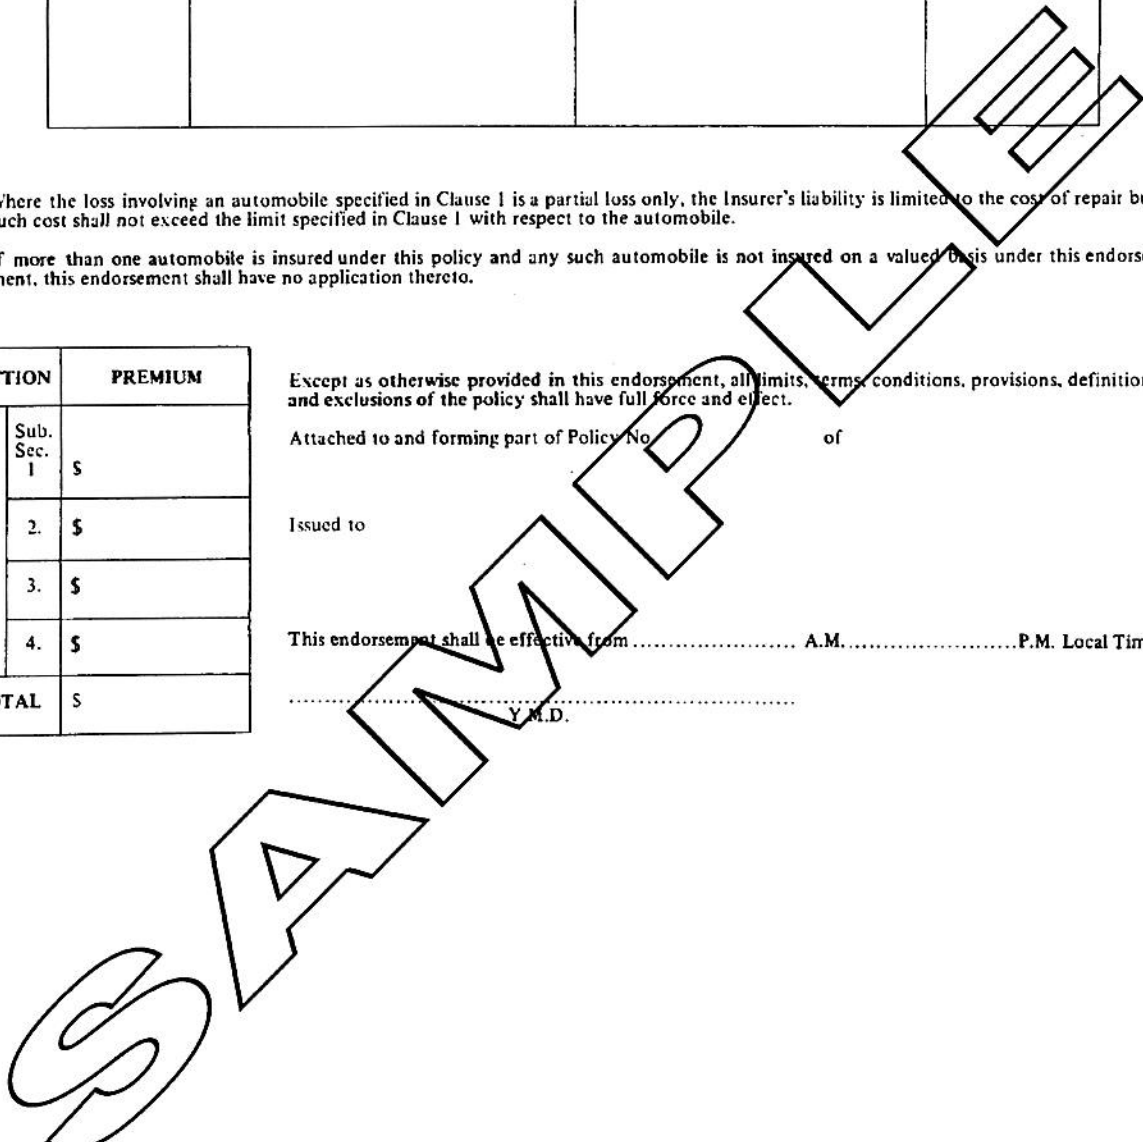 here the loss involving an automobile specified in Clause 1 is a partial loss only, the Insurer's liability is limited to the cost of repair bu
uch cost shall not exceed the limit specified in Clause 1 with respect to the automobile.
f more than one automobile is insured under this policy and any such automobile is not insured on a valued basis under this endors
ent, this endorsement shall have no application thereto.
TION PREMIUM
Sub.
Sec.
1 $
2. $
3. $
4. $
TAL $
Except as otherwise provided in this endorsement, all limits, terms, conditions, provisions, definition
and exclusions of the policy shall have full force and effect.
Attached to and forming part of Policy No. of
Issued to
This endorsement shall be effective from ...................... A.M. ....................... P.M. Local Tim
......................................................................
Y.M.D.
SAMPLE